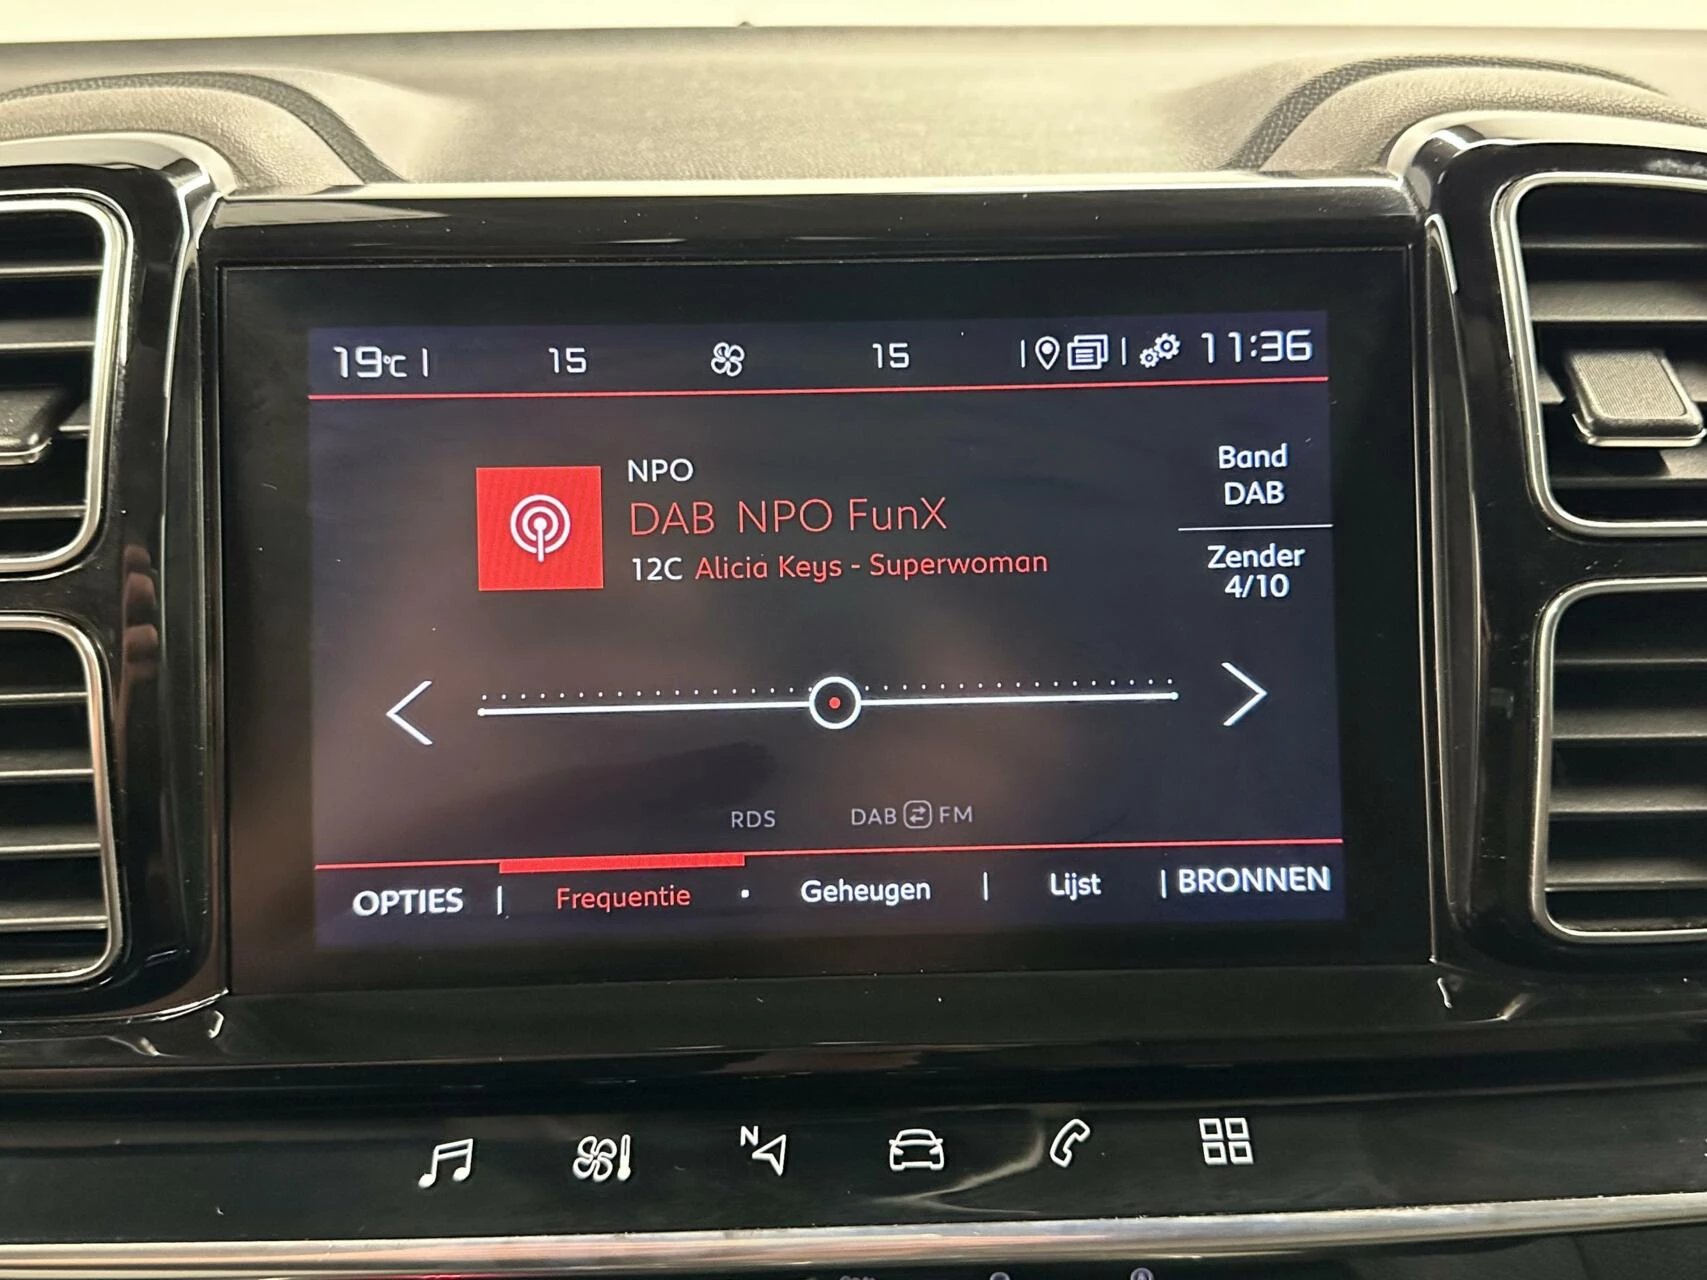 19°C | 15 15 | | 11:36
NPO
DAB NPO FunX
12C Alicia Keys - Superwoman
Band
DAB
Zender
4/10
RDS DAB FM
OPTIES | Frequentie · Geheugen | Lijst | BRONNEN
N